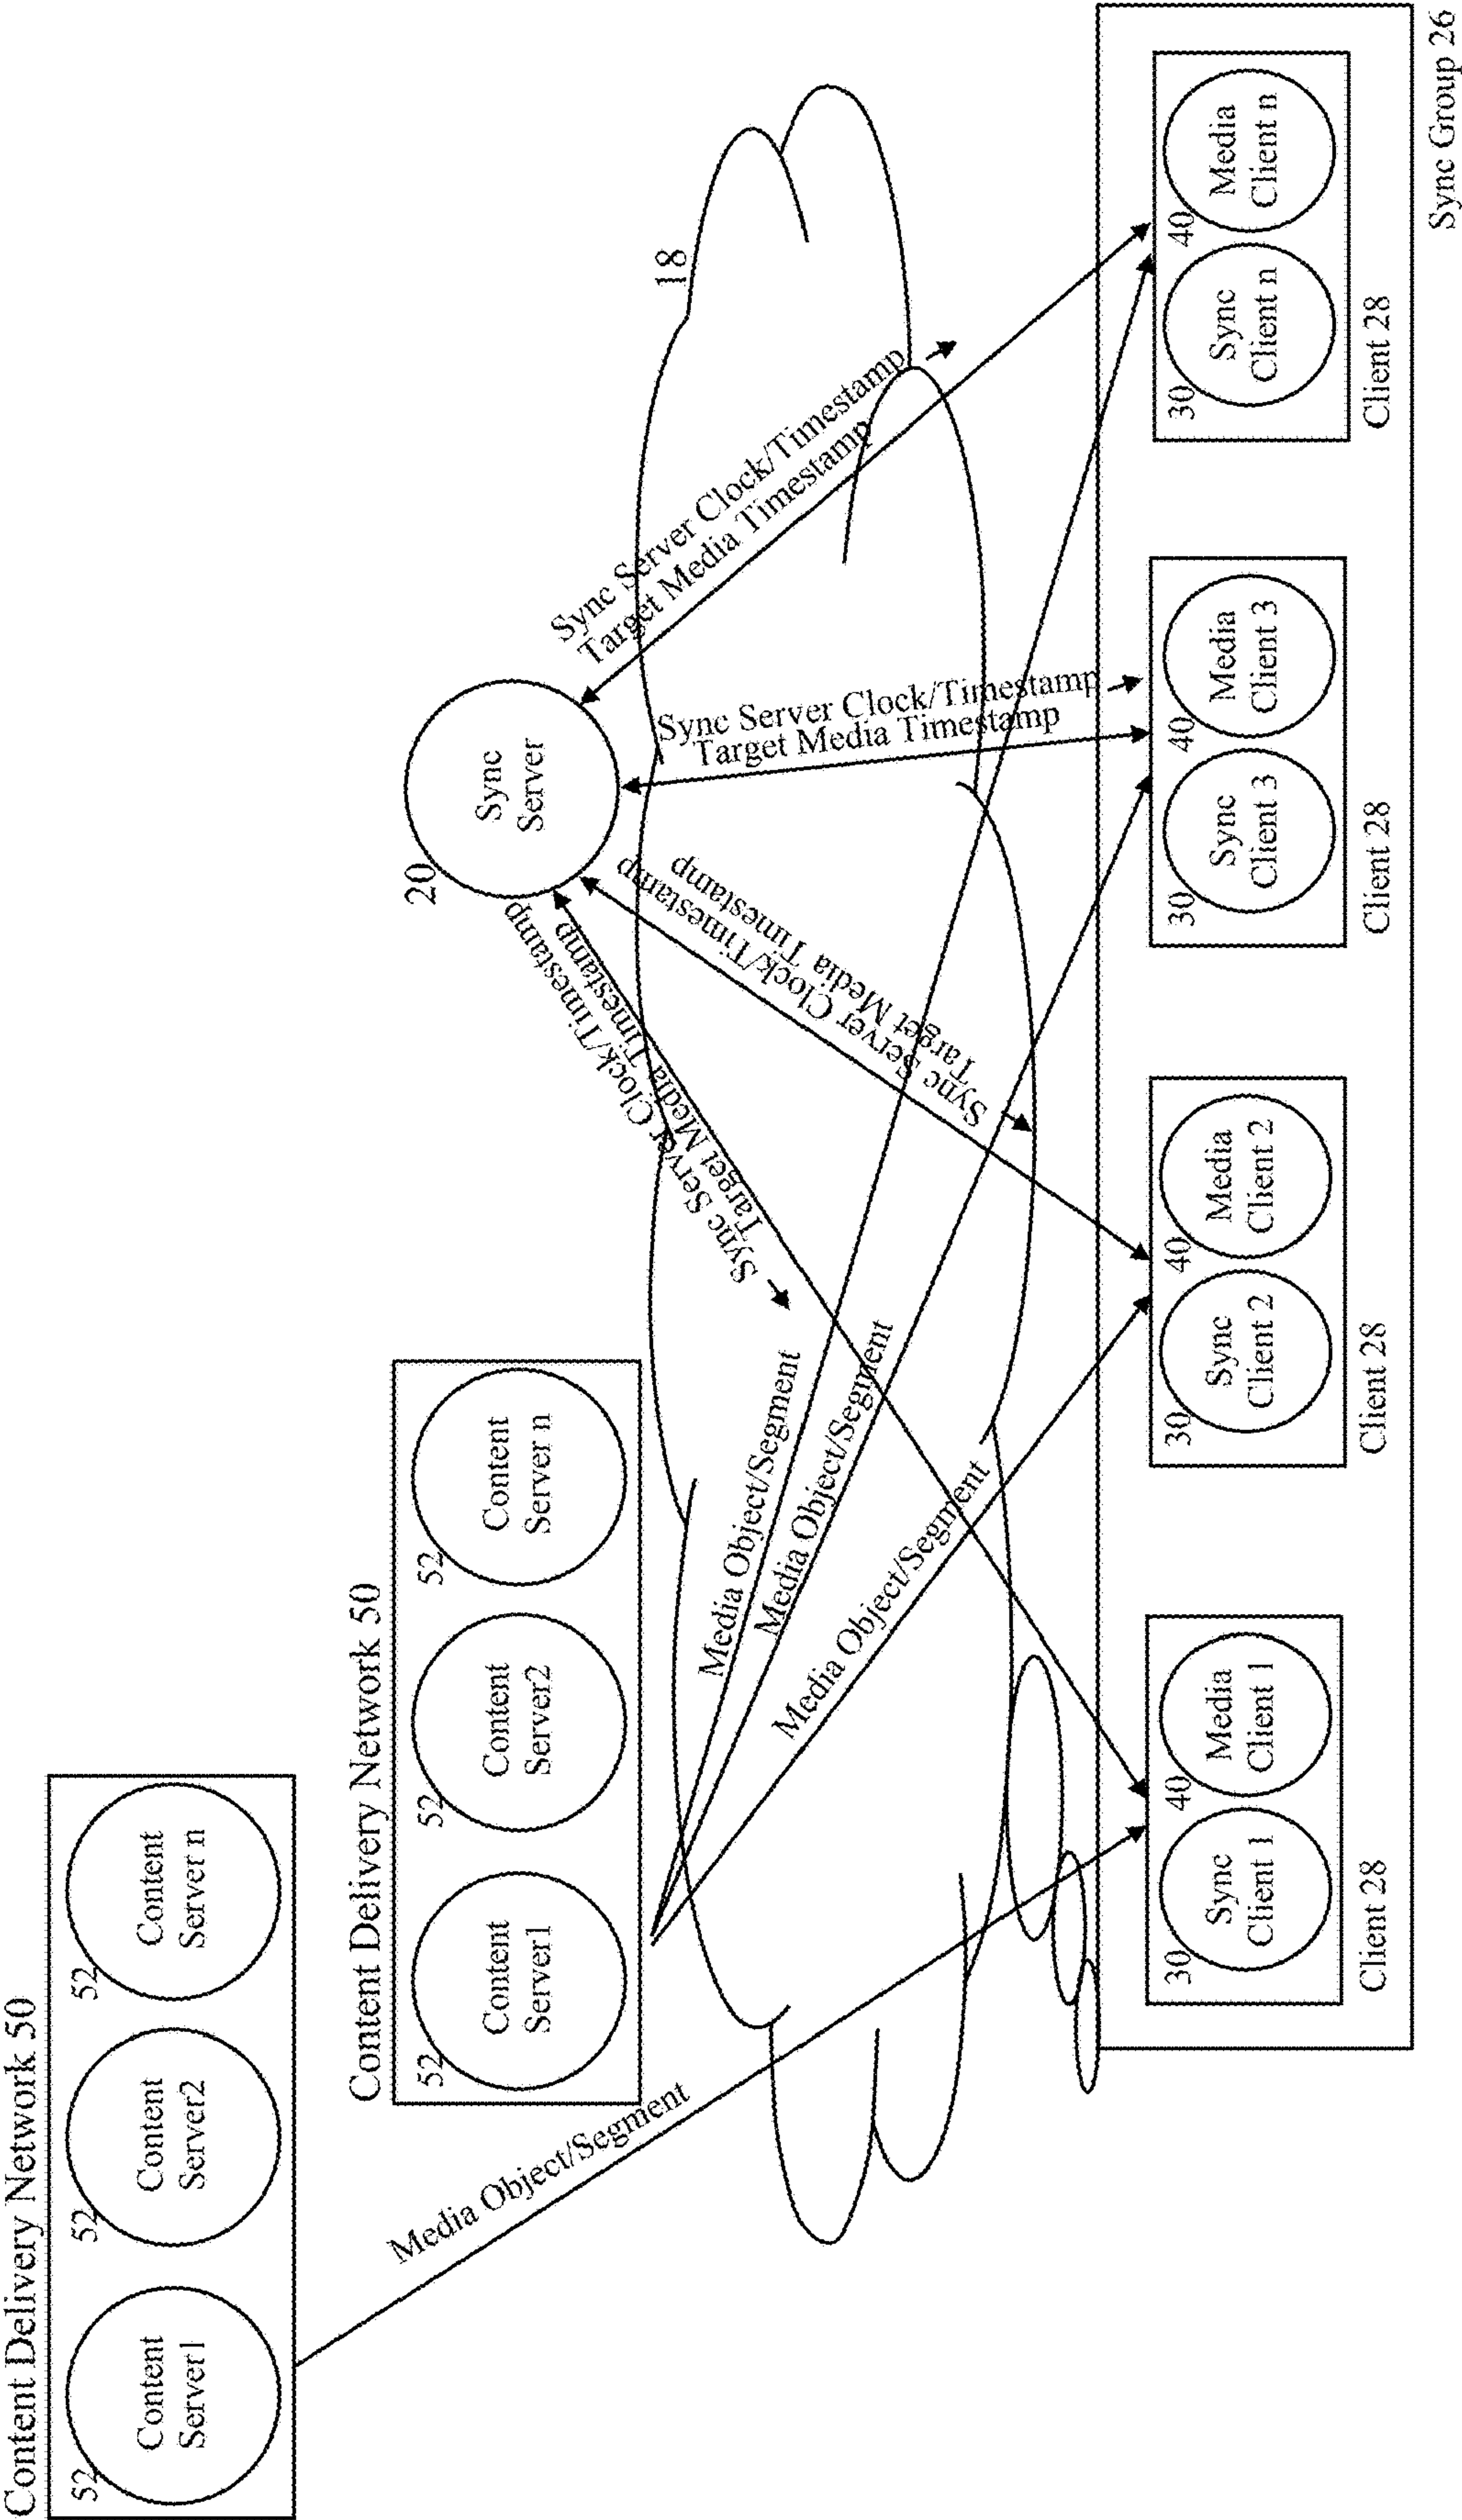 Content Delivery Network 50
52
Content
Server1
52
Content
Server2
52
Content
Server n
Content Delivery Network 50
52
Content
Server1
52
Content
Server2
52
Content
Server n
20
Sync
Server
18
Media Object/Segment
Media Object/Segment
Media Object/Segment
Media Object/Segment
Sync Server Clock/Timestamp
Target Media Timestamp
Sync Server Clock/Timestamp
Target Media Timestamp
Sync Server Clock/Timestamp
Target Media Timestamp
Sync Server Clock/Timestamp
Target Media Timestamp
30
Sync
Client 1
40
Media
Client 1
Client 28
30
Sync
Client 2
40
Media
Client 2
Client 28
30
Sync
Client 3
40
Media
Client 3
Client 28
30
Sync
Client n
40
Media
Client n
Client 28
Sync Group 26